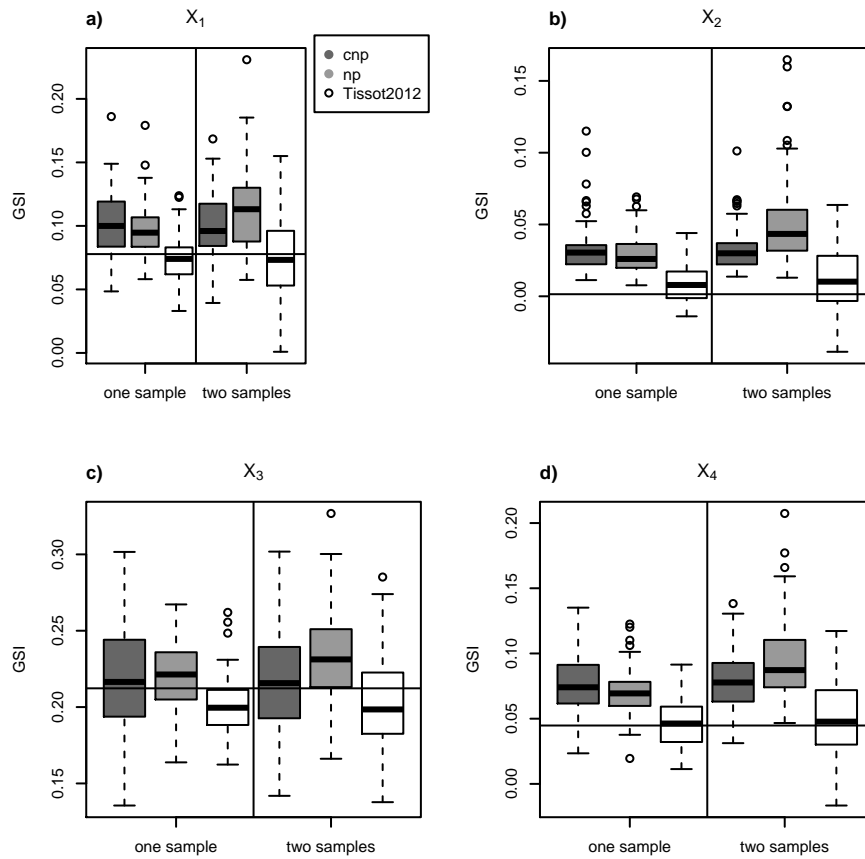 a)
X1
GSI
0.00 0.05 0.10 0.15 0.20
one sample two samples
cnp
np
Tissot2012
b)
X2
GSI
0.00 0.05 0.10 0.15
one sample two samples
c)
X3
GSI
0.15 0.20 0.25 0.30
one sample two samples
d)
X4
GSI
0.00 0.05 0.10 0.15 0.20
one sample two samples